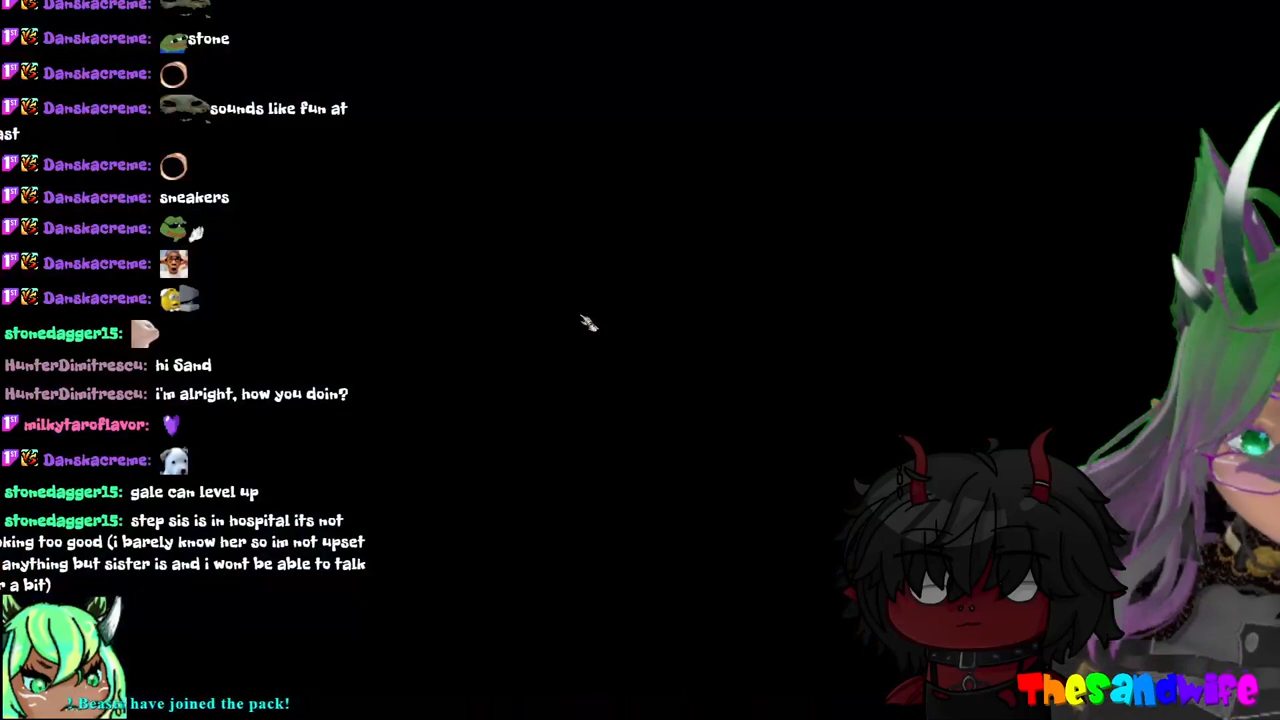 Danskacreme:
Danskacreme: stone
Danskacreme:
Danskacreme: sounds like fun at
ast
Danskacreme:
Danskacreme: sneakers
Danskacreme:
Danskacreme:
Danskacreme:
stonedagger15:
HunterDimitrescu: hi Sand
HunterDimitrescu: i'm alright, how you doin?
milkytaroflavor:
Danskacreme:
stonedagger15: gale can level up
stonedagger15: step sis is in hospital its not
oking too good (i barely know her so im not upset
anything but sister is and i wont be able to talk
r a bit)
have joined the pack!
Thesandwife